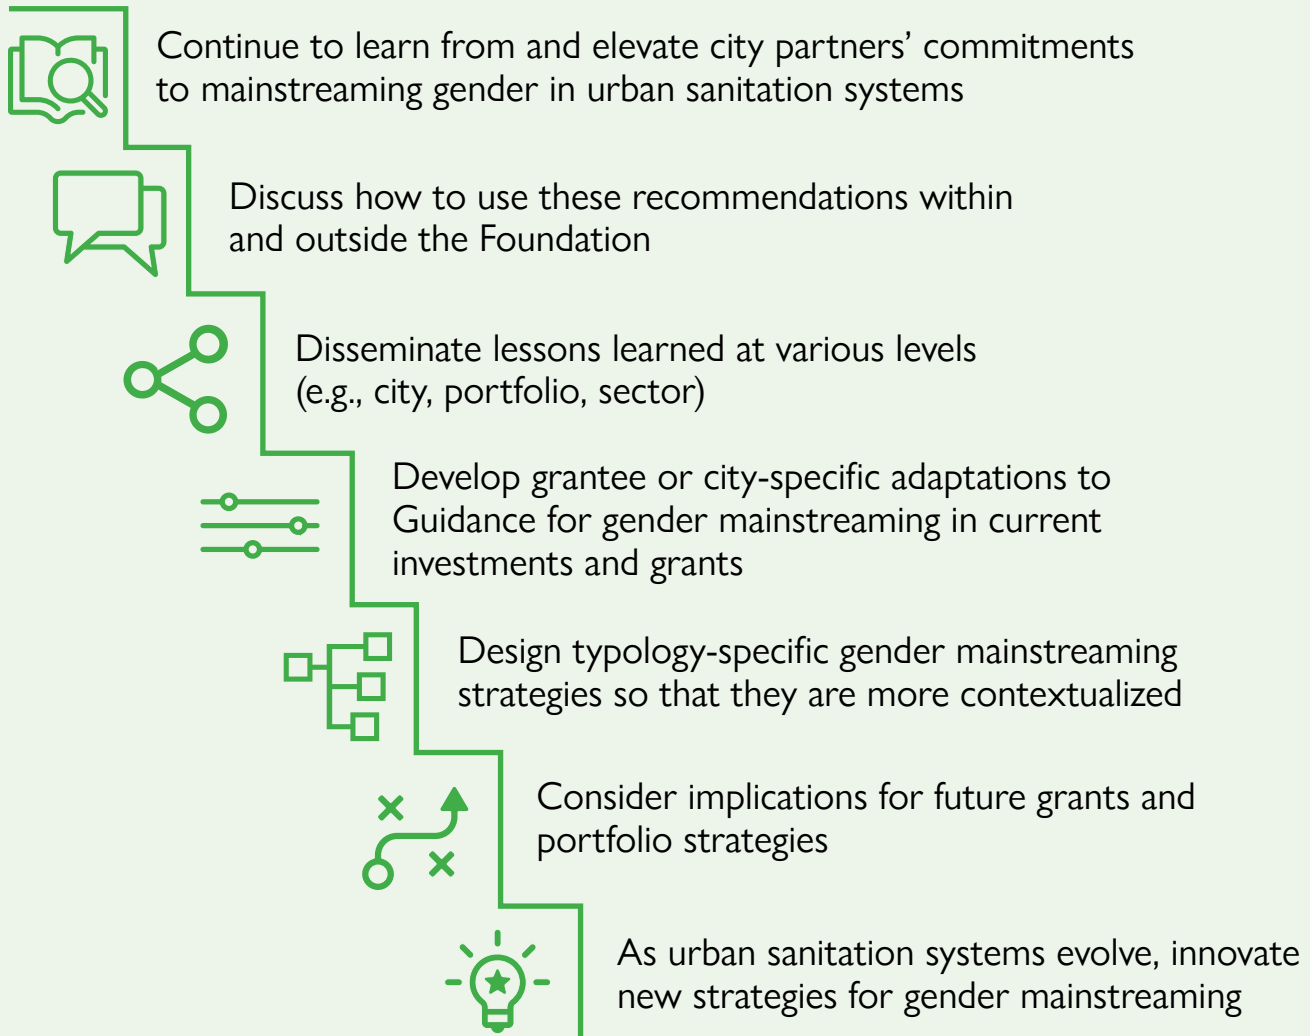 Continue to learn from and elevate city partners’ commitments
to mainstreaming gender in urban sanitation systems
Discuss how to use these recommendations within
and outside the Foundation
Disseminate lessons learned at various levels
(e.g., city, portfolio, sector)
Develop grantee or city-specific adaptations to
Guidance for gender mainstreaming in current
investments and grants
Design typology-specific gender mainstreaming
strategies so that they are more contextualized
Consider implications for future grants and
portfolio strategies
As urban sanitation systems evolve, innovate
new strategies for gender mainstreaming